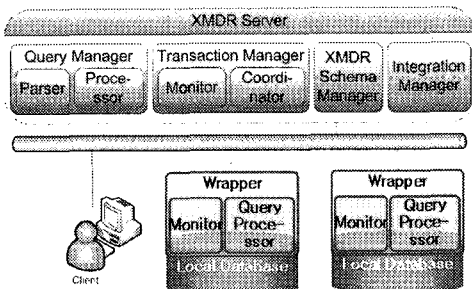 XMDR Server
Query Manager
Parser
Proce-
ssor
Transaction Manager
Monitor
Coordi-
nator
XMDR
Schema
Manager
Integration
Manager
Client
Wrapper
Monitor
Query
Proce-
ssor
Local Database
Wrapper
Monitor
Query
Proce-
ssor
Local Database